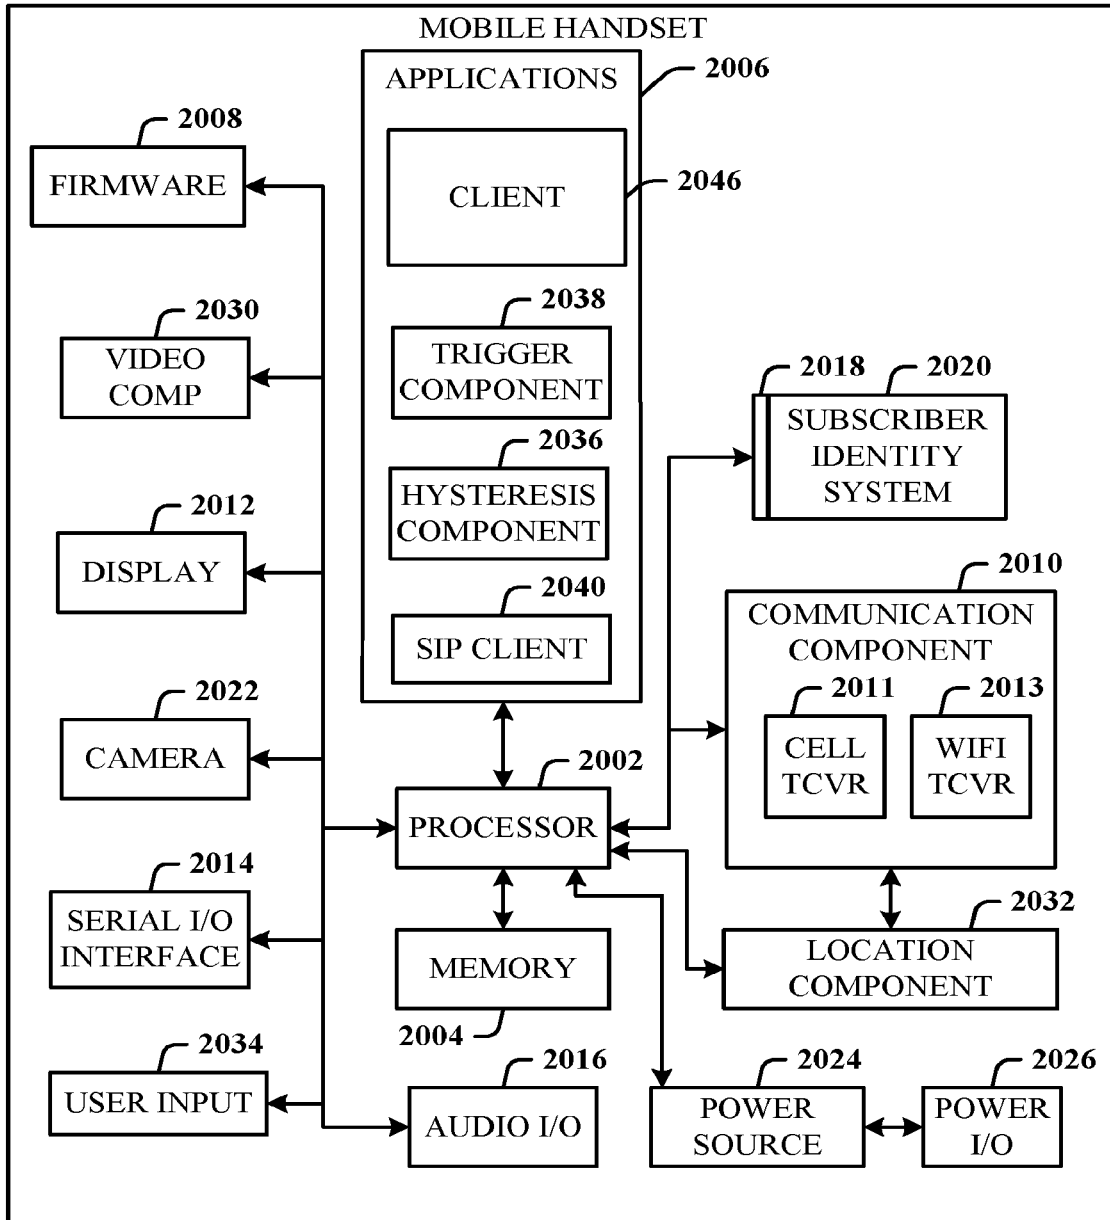 MOBILE HANDSET
APPLICATIONS
2006
2008
FIRMWARE
CLIENT
2046
2030
VIDEO
COMP
2038
TRIGGER
COMPONENT
2018
2020
SUBSCRIBER
IDENTITY
SYSTEM
2036
HYSTERESIS
COMPONENT
2012
DISPLAY
2040
SIP CLIENT
2010
COMMUNICATION
COMPONENT
2011
CELL
TCVR
2013
WIFI
TCVR
2022
CAMERA
2002
PROCESSOR
2014
SERIAL I/O
INTERFACE
MEMORY
2004
2032
LOCATION
COMPONENT
2034
USER INPUT
2016
AUDIO I/O
2024
POWER
SOURCE
2026
POWER
I/O